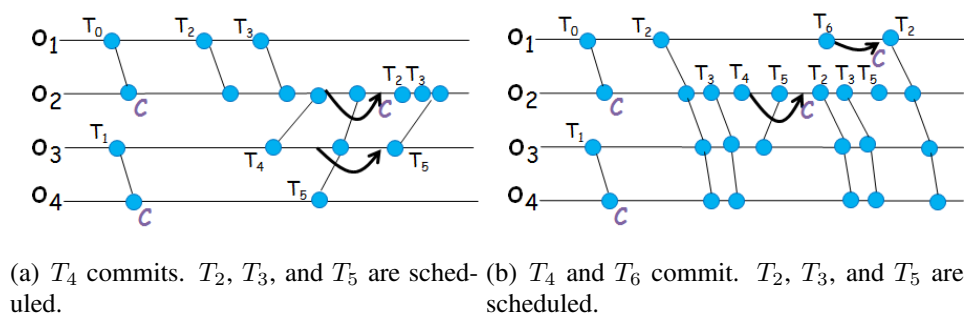 T0 T2 T3 T6 T2
o1 o1
T2 T3 T3 T4 T5 T2 T3 T5
o2 C C o2 C C C
T1 T1
o3 T4 T5 o3
T5
o4 C o4 C
(a) T4 commits. T2, T3, and T5 are sched-
uled.
(b) T4 and T6 commit. T2, T3, and T5 are
scheduled.